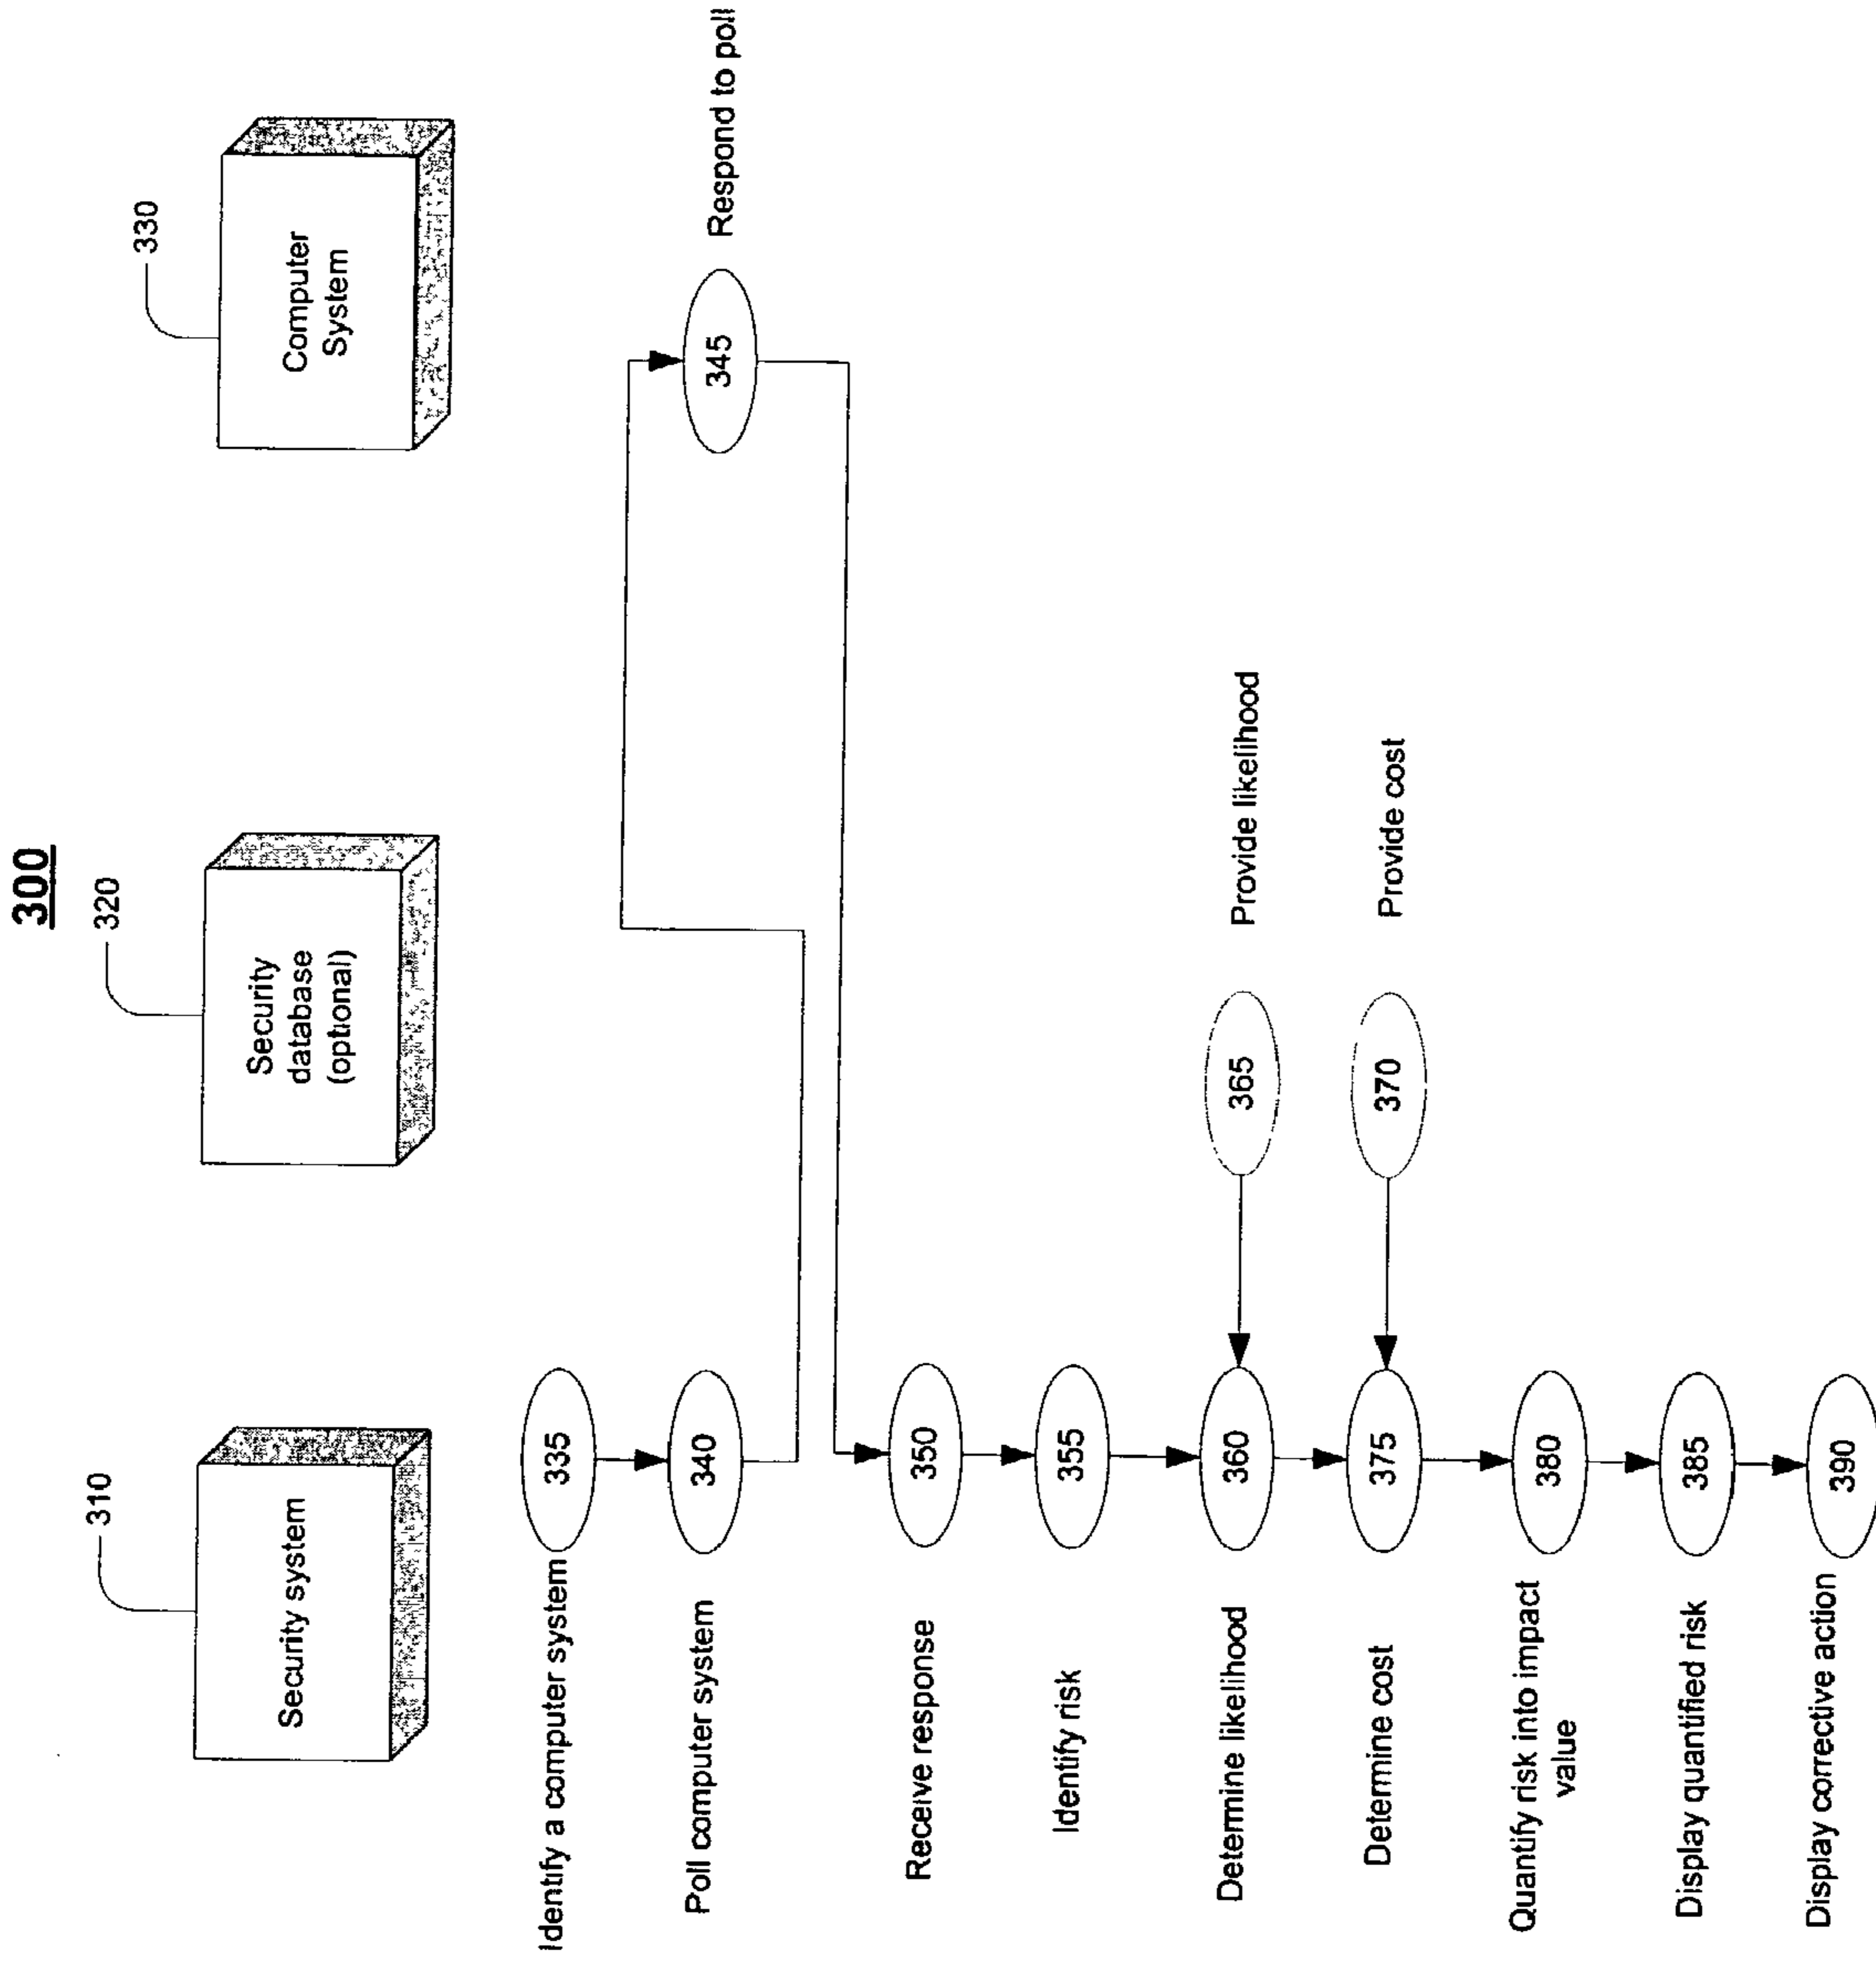 300
310
Security system
320
Security
database
(optional)
330
Computer
System
Identify a computer system
335
Poll computer system
340
345
Respond to poll
Receive response
350
Identify risk
355
Determine likelihood
360
365
Provide likelihood
Determine cost
375
370
Provide cost
Quantify risk into impact
value
380
Display quantified risk
385
Display corrective action
390